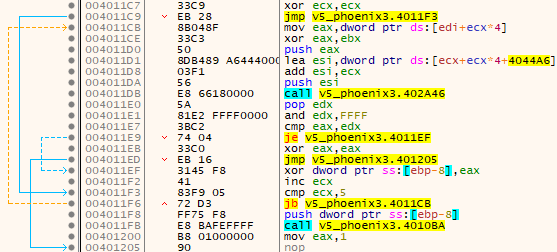 004011C7 33C9 xor ecx,ecx
004011C9 EB 28 jmp v5_phoenix3.4011F3
004011CB 8B048F mov eax,dword ptr ds:[edi+ecx*4]
004011CE 33C3 xor eax,ebx
004011D0 50 push eax
004011D1 8DB489 A6444000 lea esi,dword ptr ds:[ecx+ecx*4+4044A6]
004011D8 03F1 add esi,ecx
004011DA 56 push esi
004011DB E8 66180000 call v5_phoenix3.402A46
004011E0 5A pop edx
004011E1 81E2 FFFF0000 and edx,FFFF
004011E7 3BC2 cmp eax,edx
004011E9 74 04 je v5_phoenix3.4011EF
004011EB 33C0 xor eax,eax
004011ED EB 16 jmp v5_phoenix3.401205
004011EF 3145 F8 xor dword ptr ss:[ebp-8],eax
004011F2 41 inc ecx
004011F3 83F9 05 cmp ecx,5
004011F6 72 D3 jb v5_phoenix3.4011CB
004011F8 FF75 F8 push dword ptr ss:[ebp-8]
004011FB E8 BAFEFFFF call v5_phoenix3.4010BA
00401200 B8 01000000 mov eax,1
00401205 90 nop